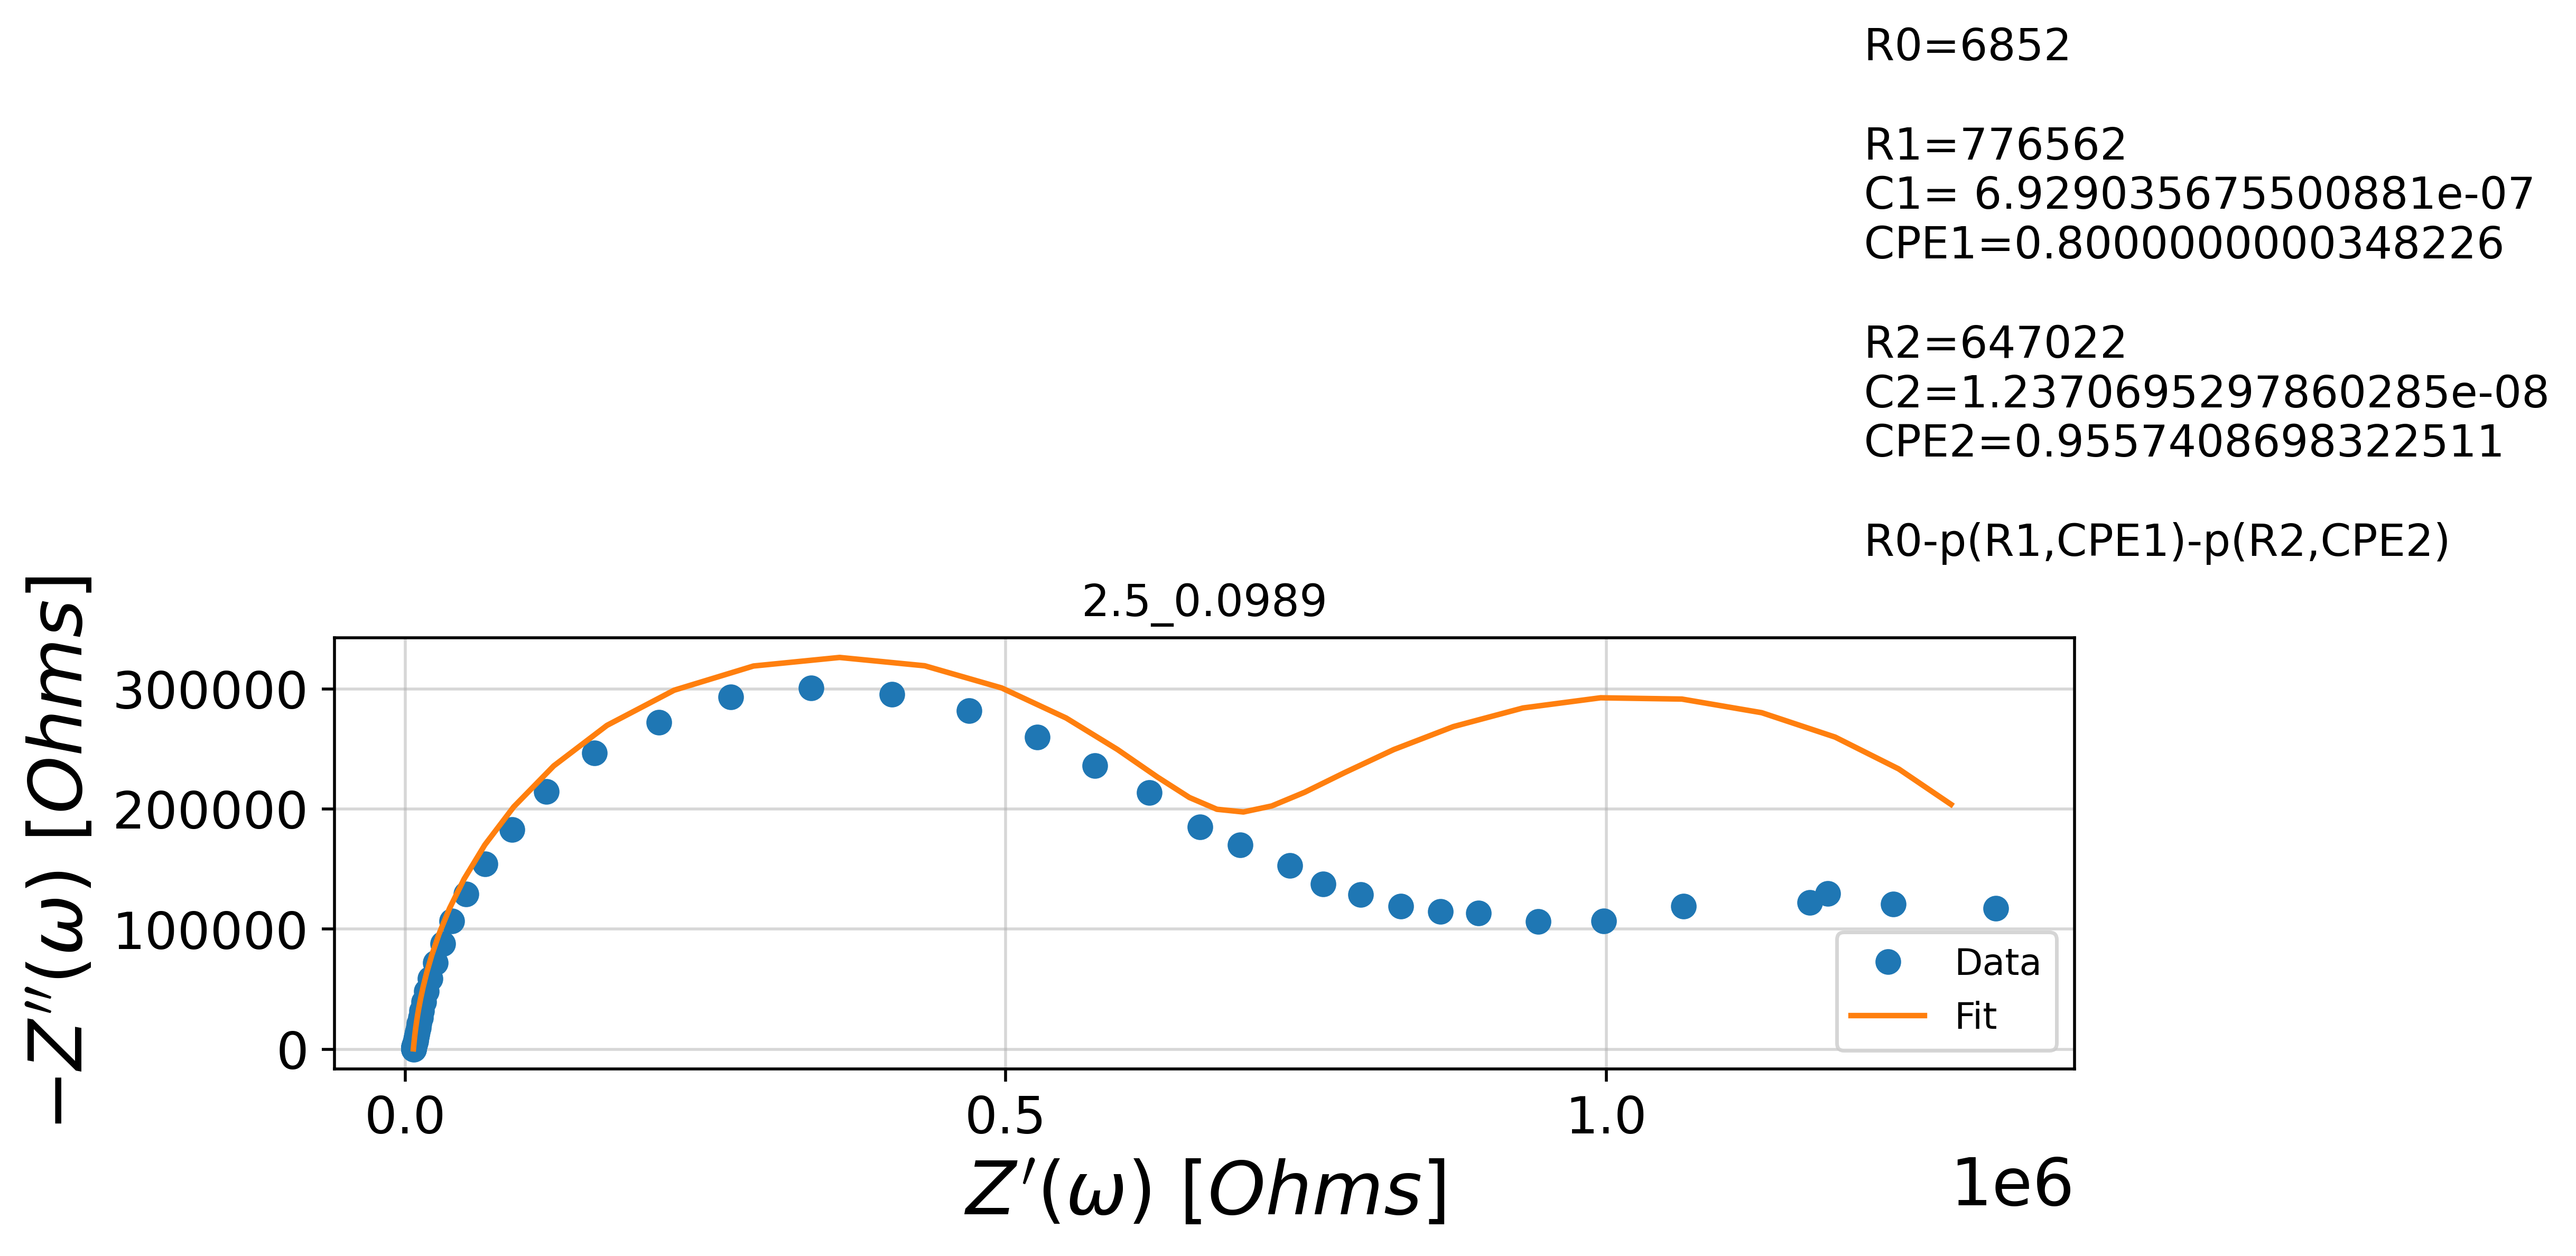 R0=6852
R1=776562
C1= 6.929035675500881e-07
CPE1=0.8000000000348226
R2=647022
C2=1.2370695297860285e-08
CPE2=0.9557408698322511
R0-p(R1,CPE1)-p(R2,CPE2)
2.5_0.0989
−Z′′(ω) [Ohms]
300000
200000
100000
0
Data
Fit
0.0 0.5 1.0
Z′(ω) [Ohms]
1e6